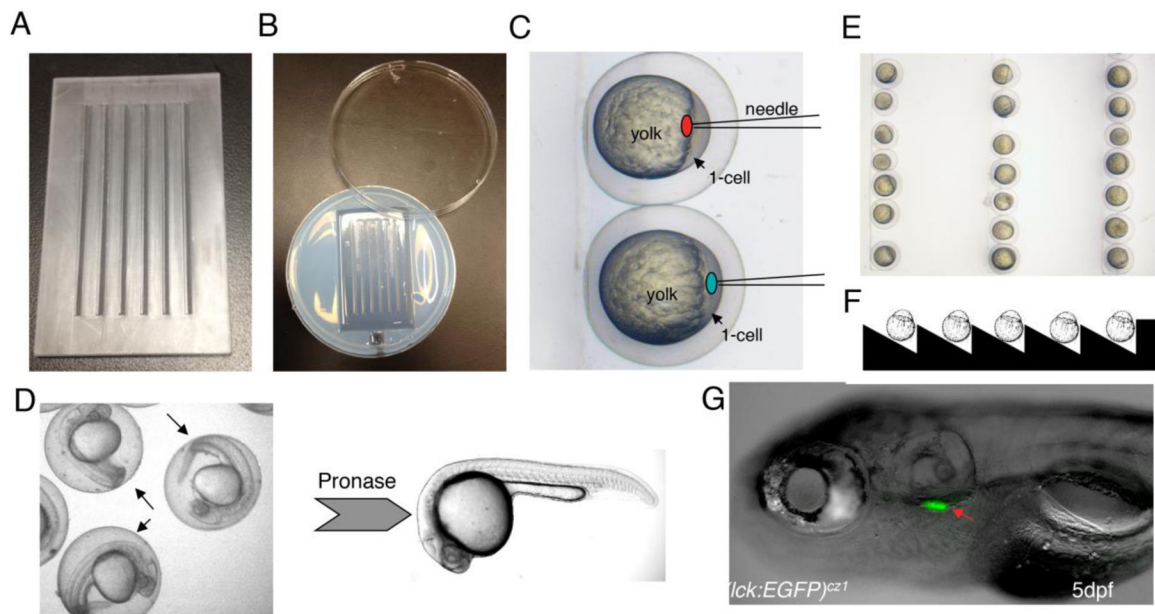 A
B
C
E
yolk
needle
1-cell
yolk
1-cell
F
D
Pronase
G
(lck:EGFP)cz1
5dpf